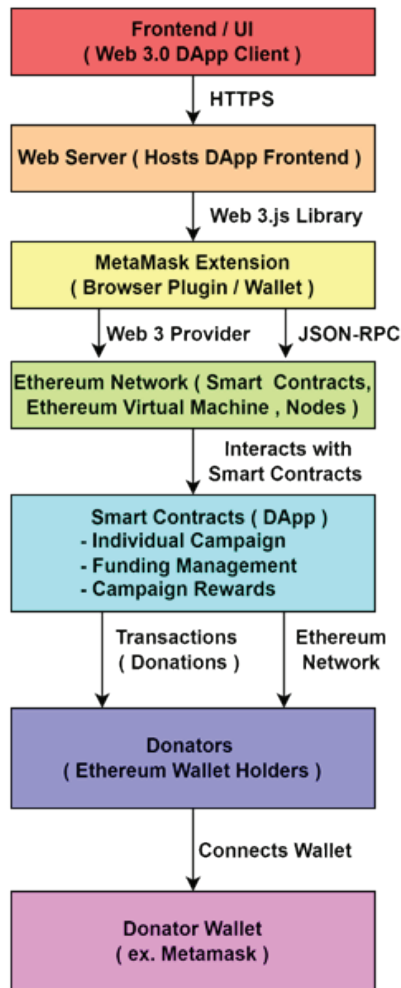 Frontend / UI
( Web 3.0 DApp Client )
HTTPS
Web Server ( Hosts DApp Frontend )
Web 3.js Library
MetaMask Extension
( Browser Plugin / Wallet )
Web 3 Provider
JSON-RPC
Ethereum Network ( Smart Contracts,
Ethereum Virtual Machine , Nodes )
Interacts with
Smart Contracts
Smart Contracts ( DApp )
- Individual Campaign
- Funding Management
- Campaign Rewards
Transactions
( Donations )
Ethereum
Network
Donators
( Ethereum Wallet Holders )
Connects Wallet
Donator Wallet
( ex. Metamask )